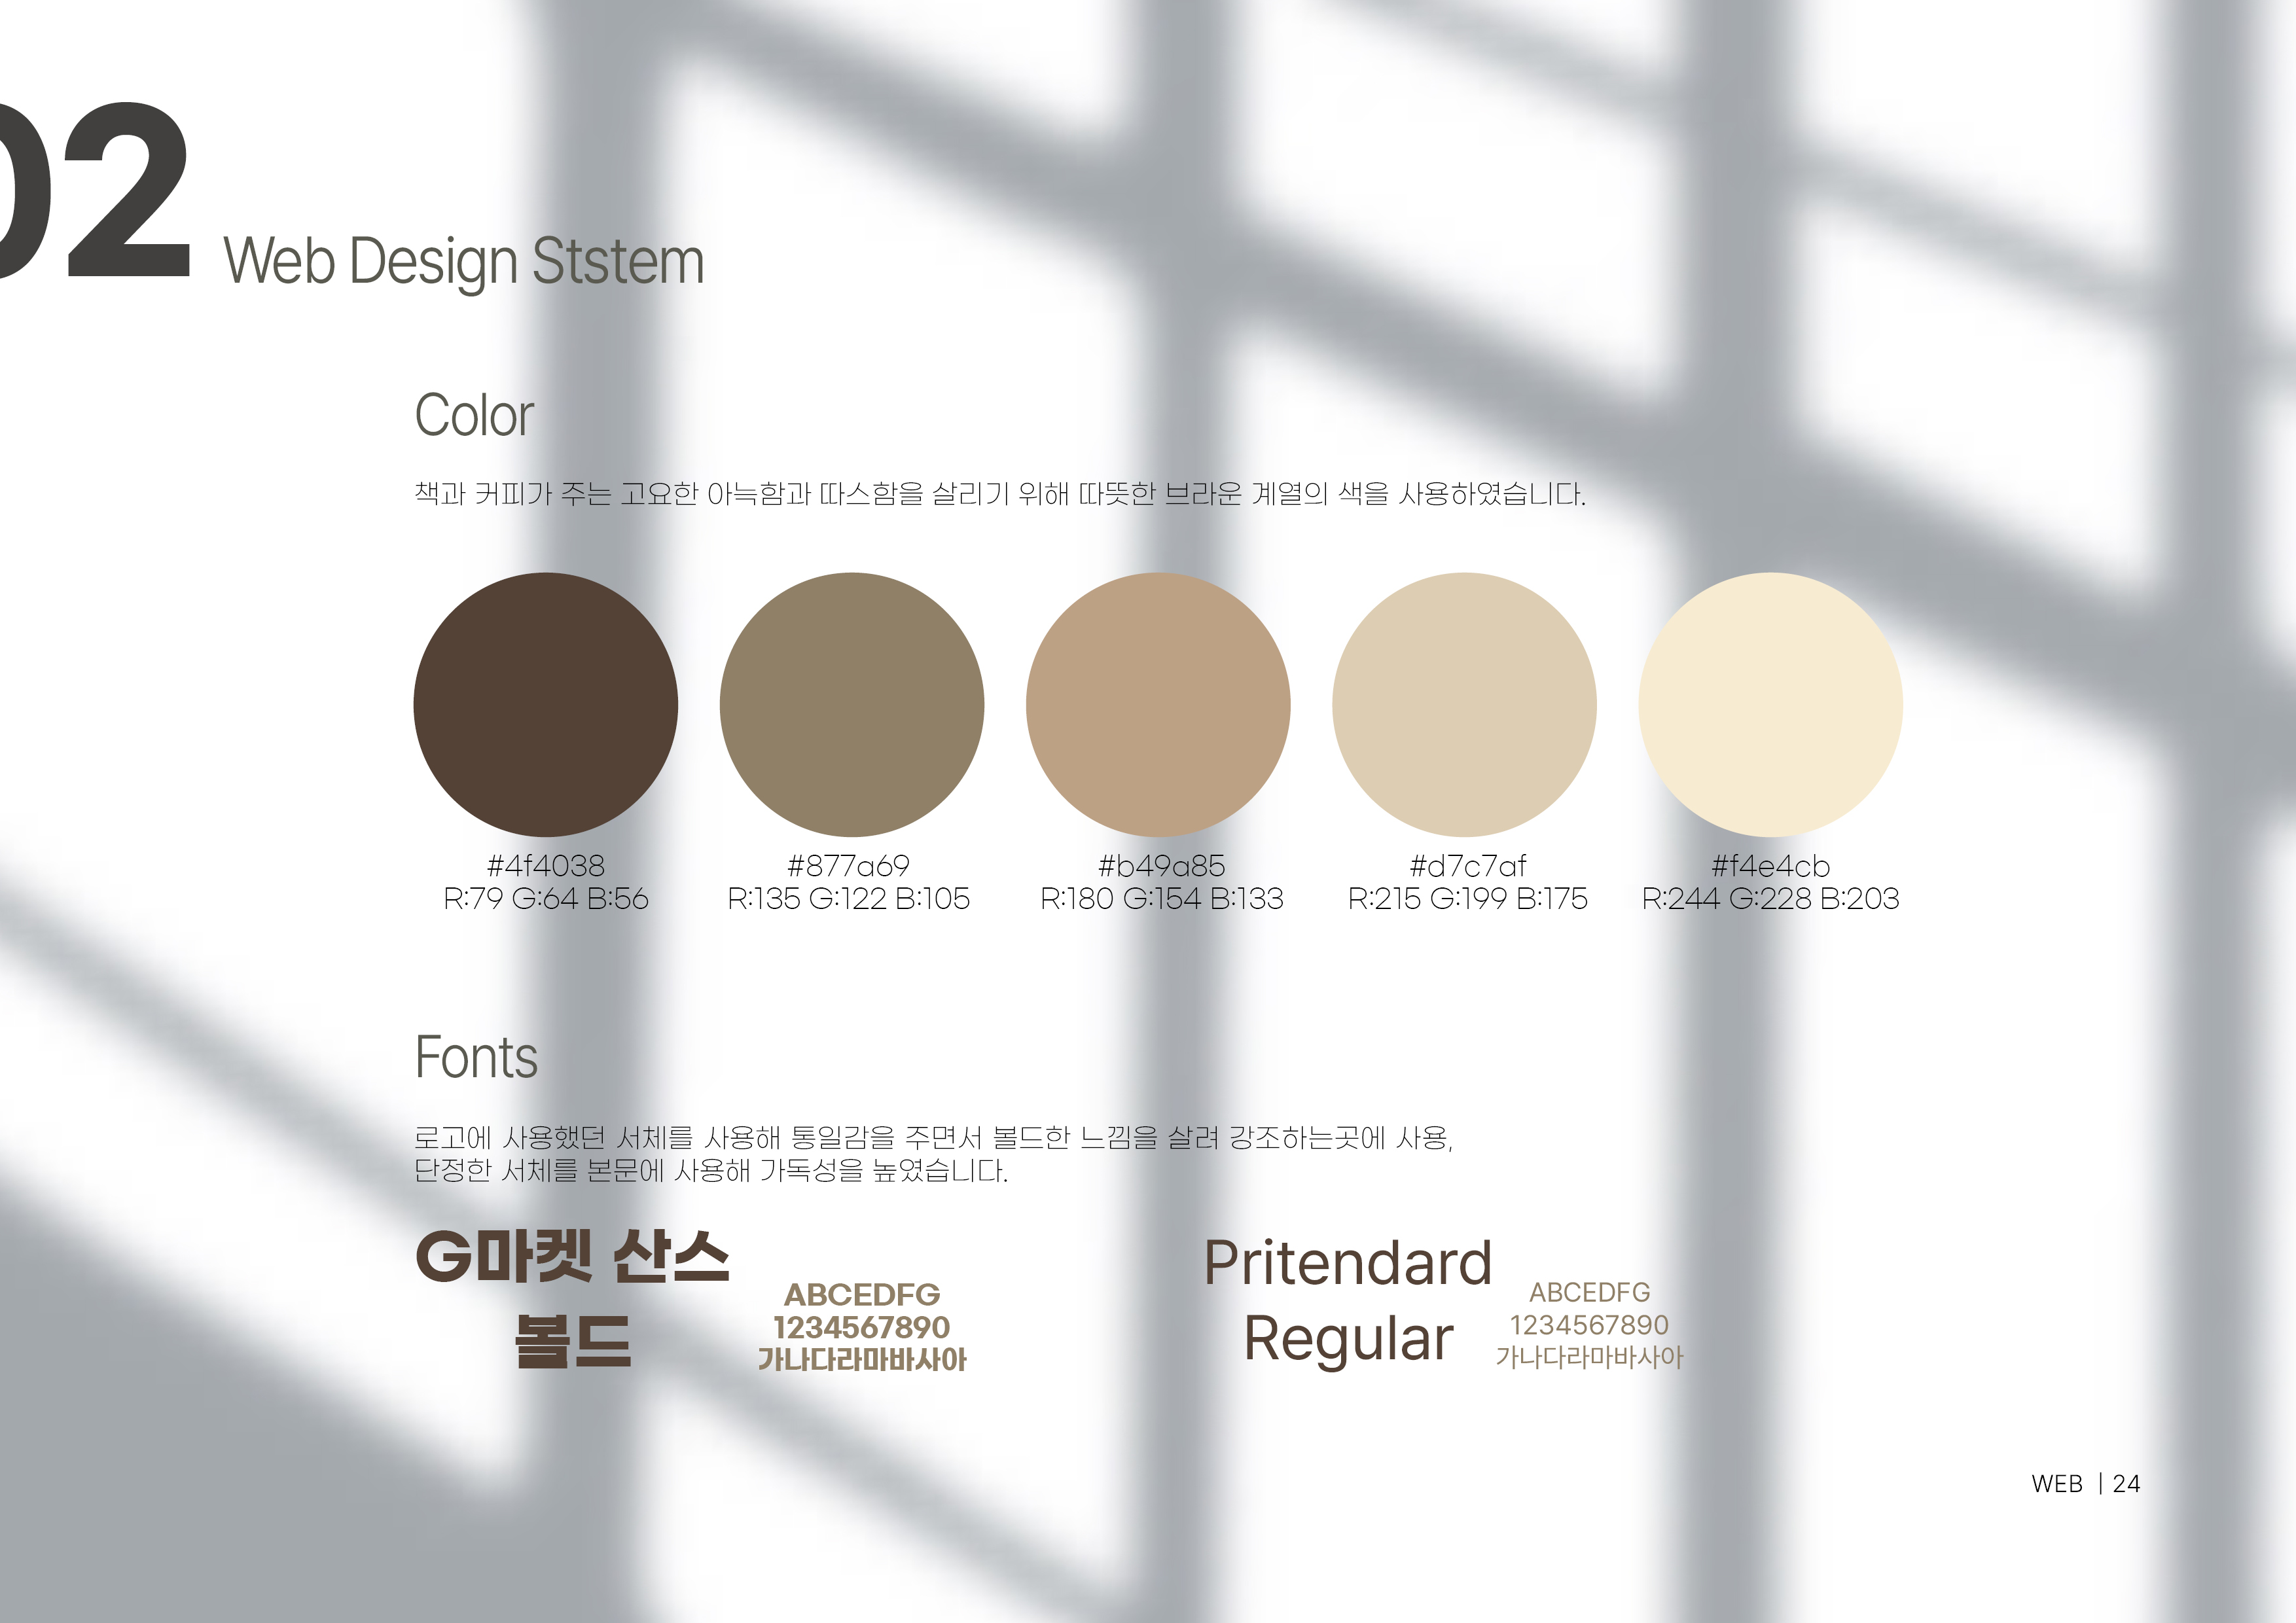 02
Web Design Ststem
Color
책과 커피가 주는 고요한 아늑함과 따스함을 살리기 위해 따뜻한 브라운 계열의 색을 사용하였습니다.
#4f4038
R:79 G:64 B:56
#877a69
R:135 G:122 B:105
#b49a85
R:180 G:154 B:133
#d7c7af
R:215 G:199 B:175
#f4e4cb
R:244 G:228 B:203
Fonts
로고에 사용했던 서체를 사용해 통일감을 주면서 볼드한 느낌을 살려 강조하는곳에 사용,
단정한 서체를 본문에 사용해 가독성을 높였습니다.
G마켓 산스
볼드
ABCEDFG
1234567890
가나다라마바사아
Pritendard
Regular
ABCEDFG
1234567890
가나다라마바사아
WEB | 24